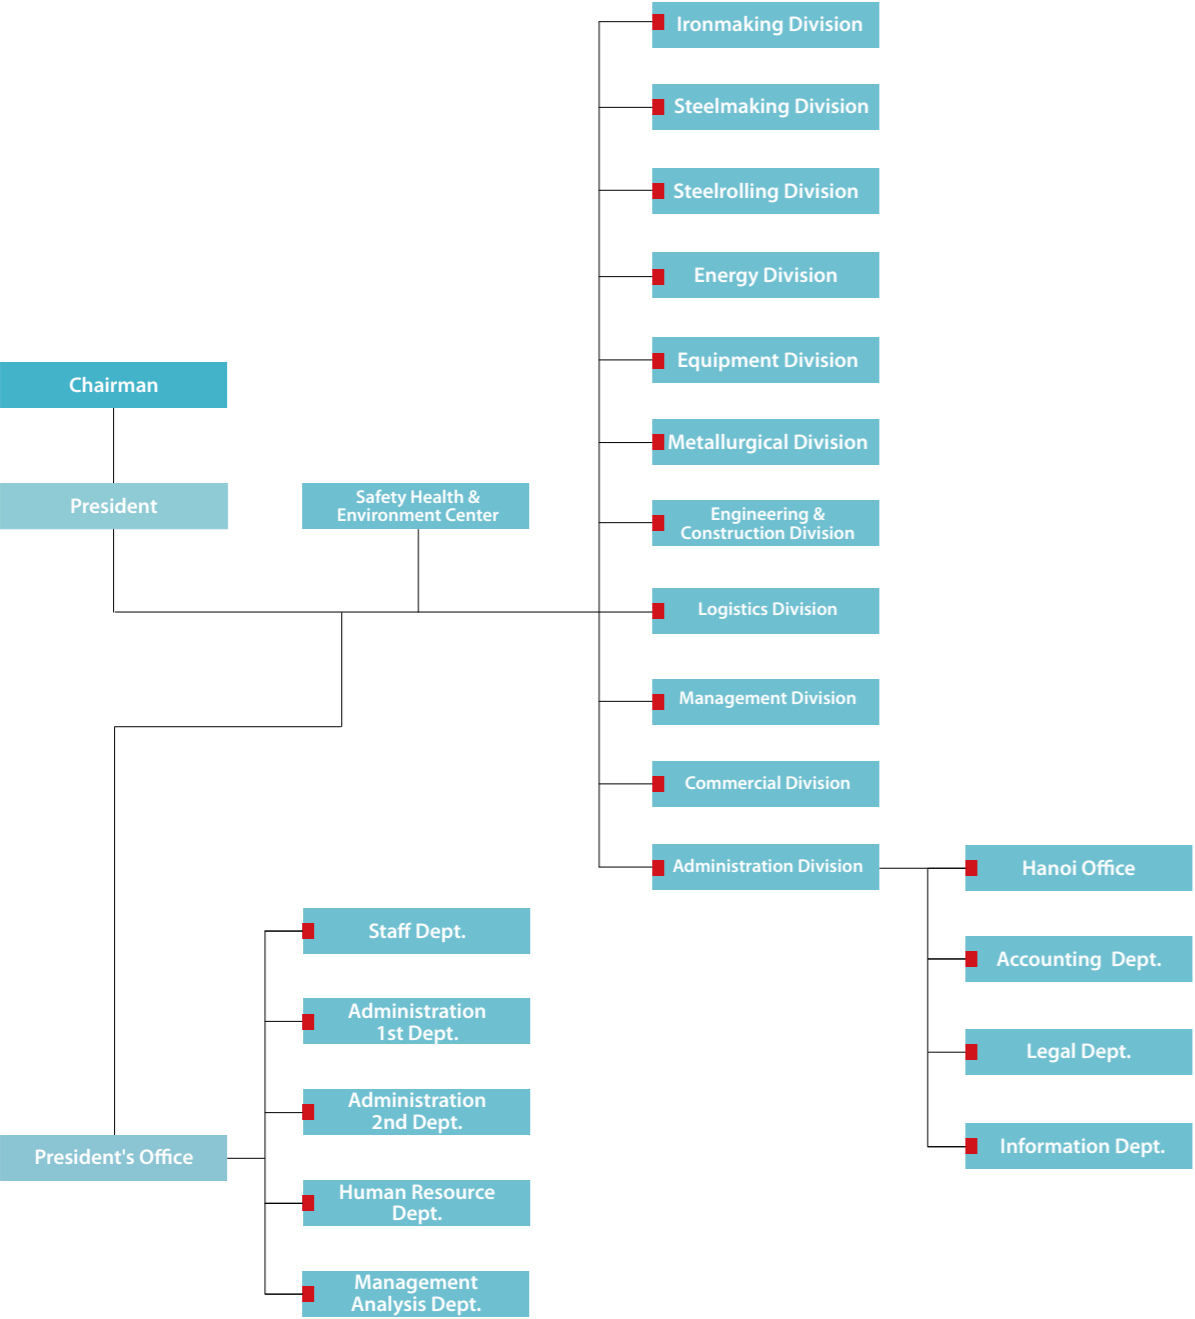 Ironmaking Division
Steelmaking Division
Steelrolling Division
Energy Division
Equipment Division
Chairman
Metallurgical Division
President
Safety Health &
Environment Center
Engineering &
Construction Division
Logistics Division
Management Division
Commercial Division
Administration Division
Hanoi Office
Accounting Dept.
Legal Dept.
Information Dept.
President's Office
Staff Dept.
Administration
1st Dept.
Administration
2nd Dept.
Human Resource
Dept.
Management
Analysis Dept.